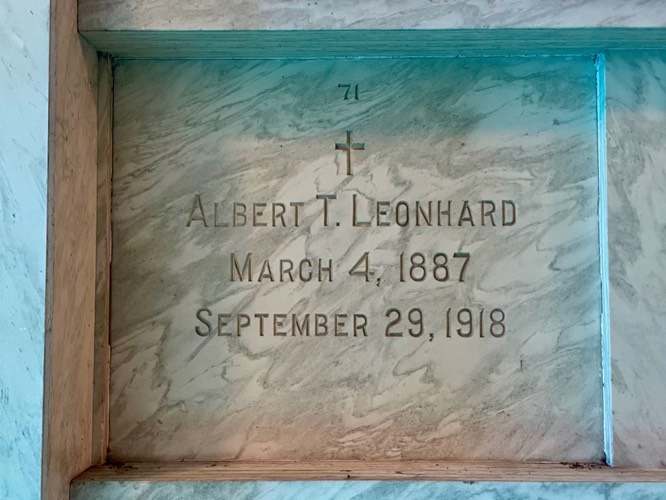 71
ALBERT T. LEONHARD
MARCH 4, 1887
SEPTEMBER 29, 1918